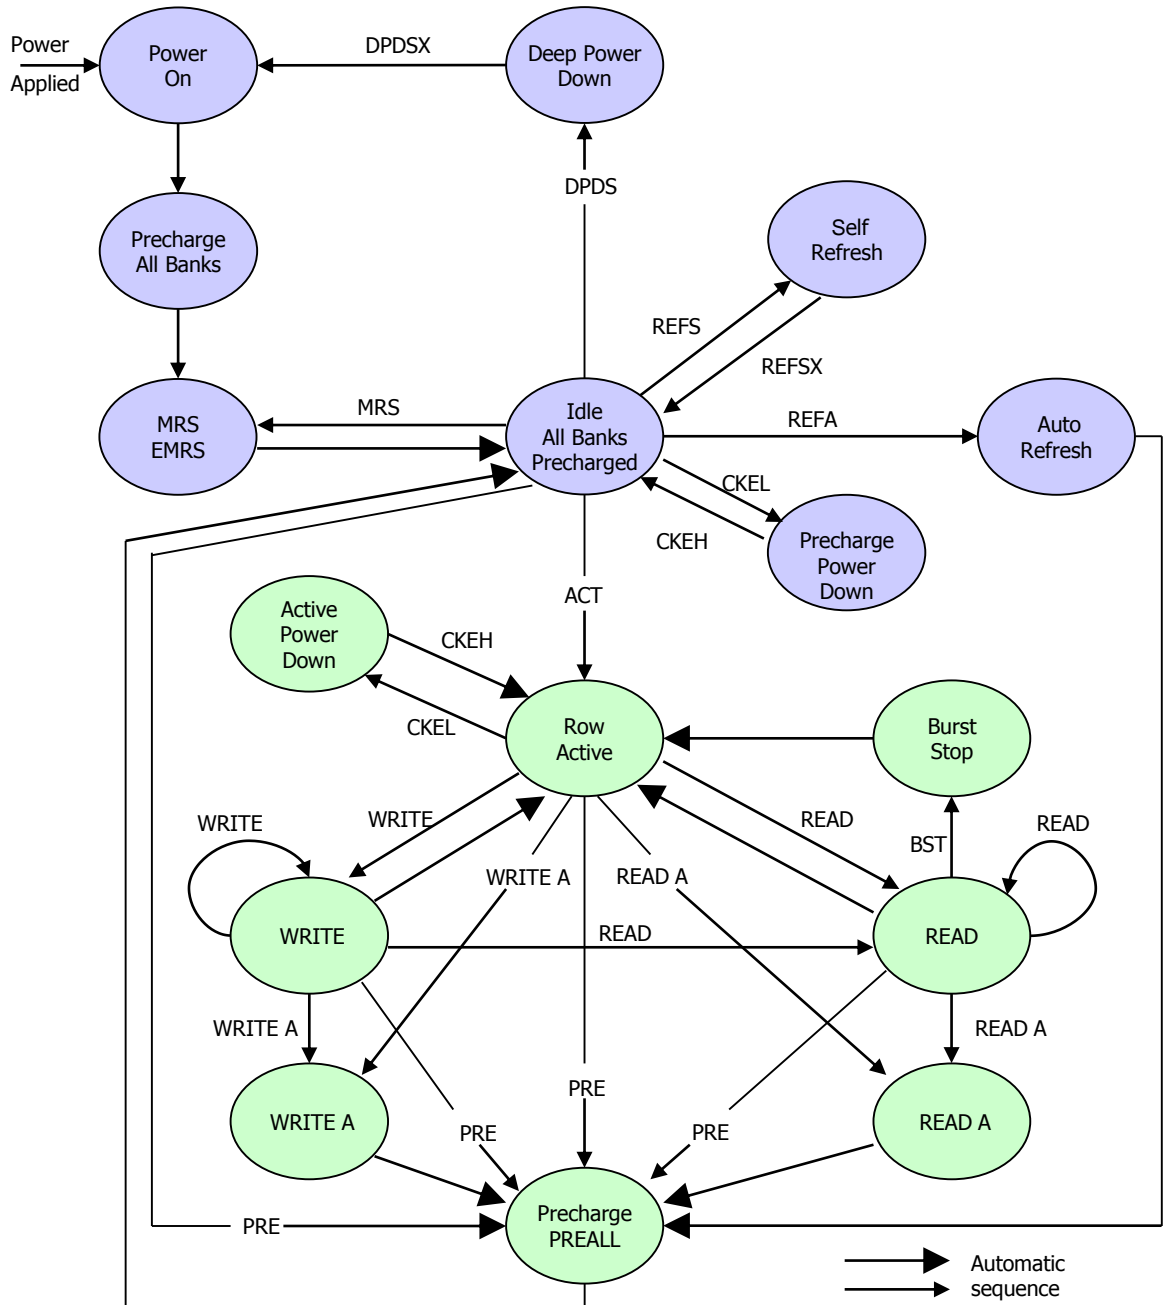 Power
Applied
Power
On
DPDSX
Deep Power
Down
DPDS
Precharge
All Banks
Self
Refresh
REFS
REFSX
MRS
EMRS
MRS
Idle
All Banks
Precharged
REFA
Auto
Refresh
CKEL
CKEH
Precharge
Power
Down
ACT
Active
Power
Down
CKEH
CKEL
Row
Active
Burst
Stop
WRITE
WRITE
READ
BST
READ
WRITE A
READ A
WRITE
READ
READ
WRITE A
READ A
WRITE A
PRE
PRE
PRE
READ A
PRE
Precharge
PREALL
Automatic
sequence